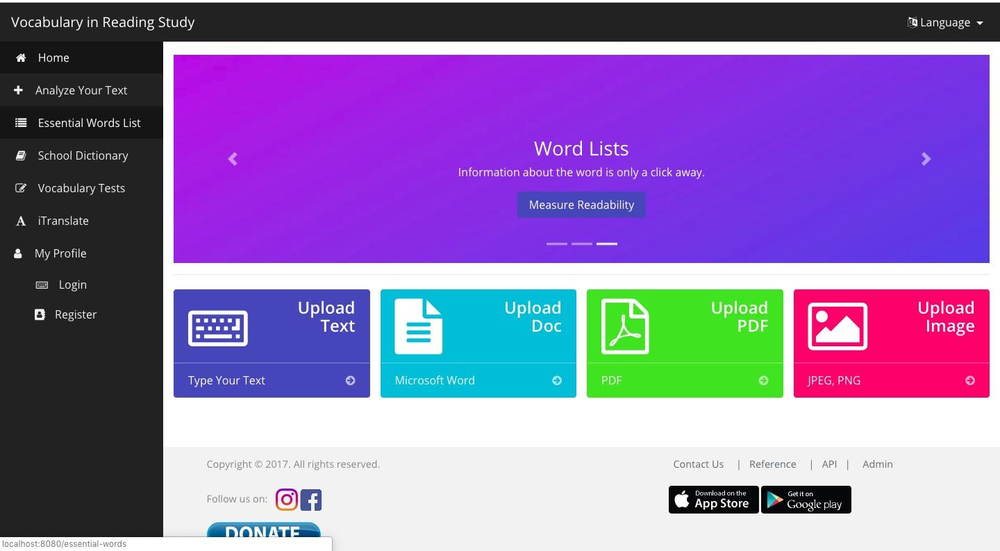 Vocabulary in Reading Study
Language
Home
Analyze Your Text
Essential Words List
School Dictionary
Vocabulary Tests
iTranslate
My Profile
Login
Register
Word Lists
Information about the word is only a click away.
Measure Readability
Upload
Text
Type Your Text
Upload
Doc
Microsoft Word
Upload
PDF
PDF
Upload
Image
JPEG, PNG
Copyright © 2017. All rights reserved.
Contact Us | Reference | API | Admin
Follow us on:
Download on the
App Store
Get it on
Google play
DONATE
localhost:8080/essential-words